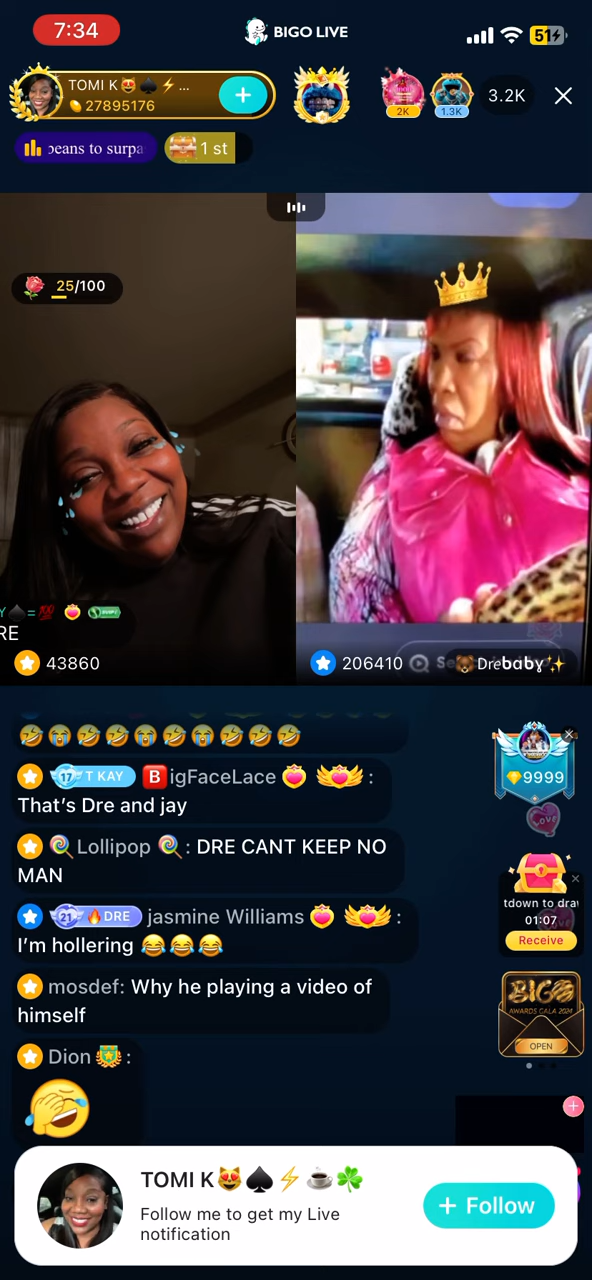 7:34
BIGO LIVE
51
TOMI K😻♠️⚡ ...
27895176
2K
1.3K
3.2K
beans to surpa
1 st
25/100
RE
43860
206410
🐻 Drebaby✨
🤣😭🤣🤣😭🤣😭🤣🤣🤣
17 T KAY 🅱️igFaceLace :
That's Dre and jay
🍭Lollipop 🍭: DRE CANT KEEP NO
MAN
21 🔥DRE jasmine Williams :
I'm hollering 😂😂😂
mosdef: Why he playing a video of
himself
Dion :
9999
Love
tdown to dra
01:07
Receive
BIGO
AWARDS GALA 2024
OPEN
TOMI K😻♠️⚡☕☘️
Follow me to get my Live
notification
+ Follow